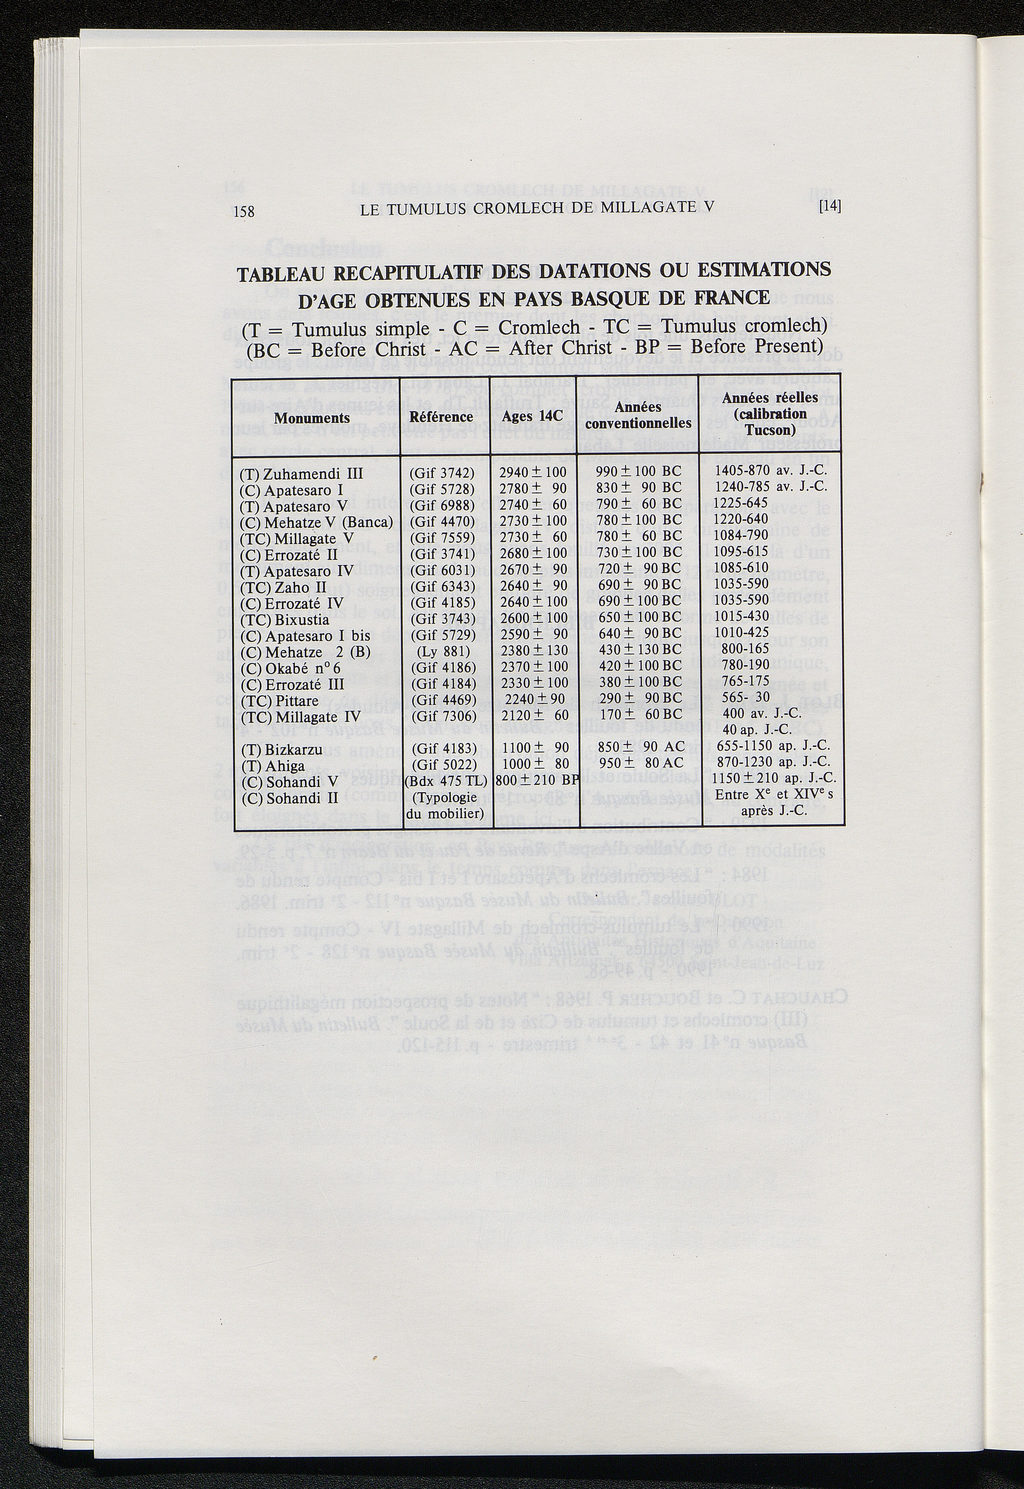 158 LE TUMULUS CROMLECH DE MILLAGATE V [14]
TABLEAU RECAPITULATIF DES DATATIONS OU ESTIMATIONS
D'AGE OBTENUES EN PAYS BASQUE DE FRANCE
(T = Tumulus simple - C = Cromlech - TC = Tumulus cromlech)
(BC = Before Christ - AC = After Christ - BP = Before Present)
Monuments Référence Ages 14C Années conventionnelles Années réelles (calibration Tucson)
(T) Zuhamendi III (Gif 3742) 2940 ± 100 990 ± 100 BC 1405-870 av. J.-C.
(C) Apatesaro I (Gif 5728) 2780 ± 90 830 ± 90 BC 1240-785 av. J.-C.
(T) Apatesaro V (Gif 6988) 2740 ± 60 790 ± 60 BC 1225-645
(C) Mehatze V (Banca) (Gif 4470) 2730 ± 100 780 ± 100 BC 1220-640
(TC) Millagate V (Gif 7559) 2730 ± 60 780 ± 60 BC 1084-790
(C) Errozaté II (Gif 3741) 2680 ± 100 730 ± 100 BC 1095-615
(T) Apatesaro IV (Gif 6031) 2670 ± 90 720 ± 90 BC 1085-610
(TC) Zaho II (Gif 6343) 2640 ± 90 690 ± 90 BC 1035-590
(C) Errozaté IV (Gif 4185) 2640 ± 100 690 ± 100 BC 1035-590
(TC) Bixustia (Gif 3743) 2600 ± 100 650 ± 100 BC 1015-430
(C) Apatesaro I bis (Gif 5729) 2590 ± 90 640 ± 90 BC 1010-425
(C) Mehatze 2 (B) (Ly 881) 2380 ± 130 430 ± 130 BC 800-165
(C) Okabé n° 6 (Gif 4186) 2370 ± 100 420 ± 100 BC 780-190
(C) Errozaté III (Gif 4184) 2330 ± 100 380 ± 100 BC 765-175
(TC) Pittare (Gif 4469) 2240 ± 90 290 ± 90 BC 565- 30
(TC) Millagate IV (Gif 7306) 2120 ± 60 170 ± 60 BC 400 av. J.-C.
40 ap. J.-C.
(T) Bizkarzu (Gif 4183) 1100 ± 90 850 ± 90 AC 655-1150 ap. J.-C.
(T) Ahiga (Gif 5022) 1000 ± 80 950 ± 80 AC 870-1230 ap. J.-C.
(C) Sohandi V (Bdx 475 TL) 800 ± 210 BP 1150 ± 210 ap. J.-C.
(C) Sohandi II (Typologie Entre Xe et XIVe s
du mobilier) après J.-C.